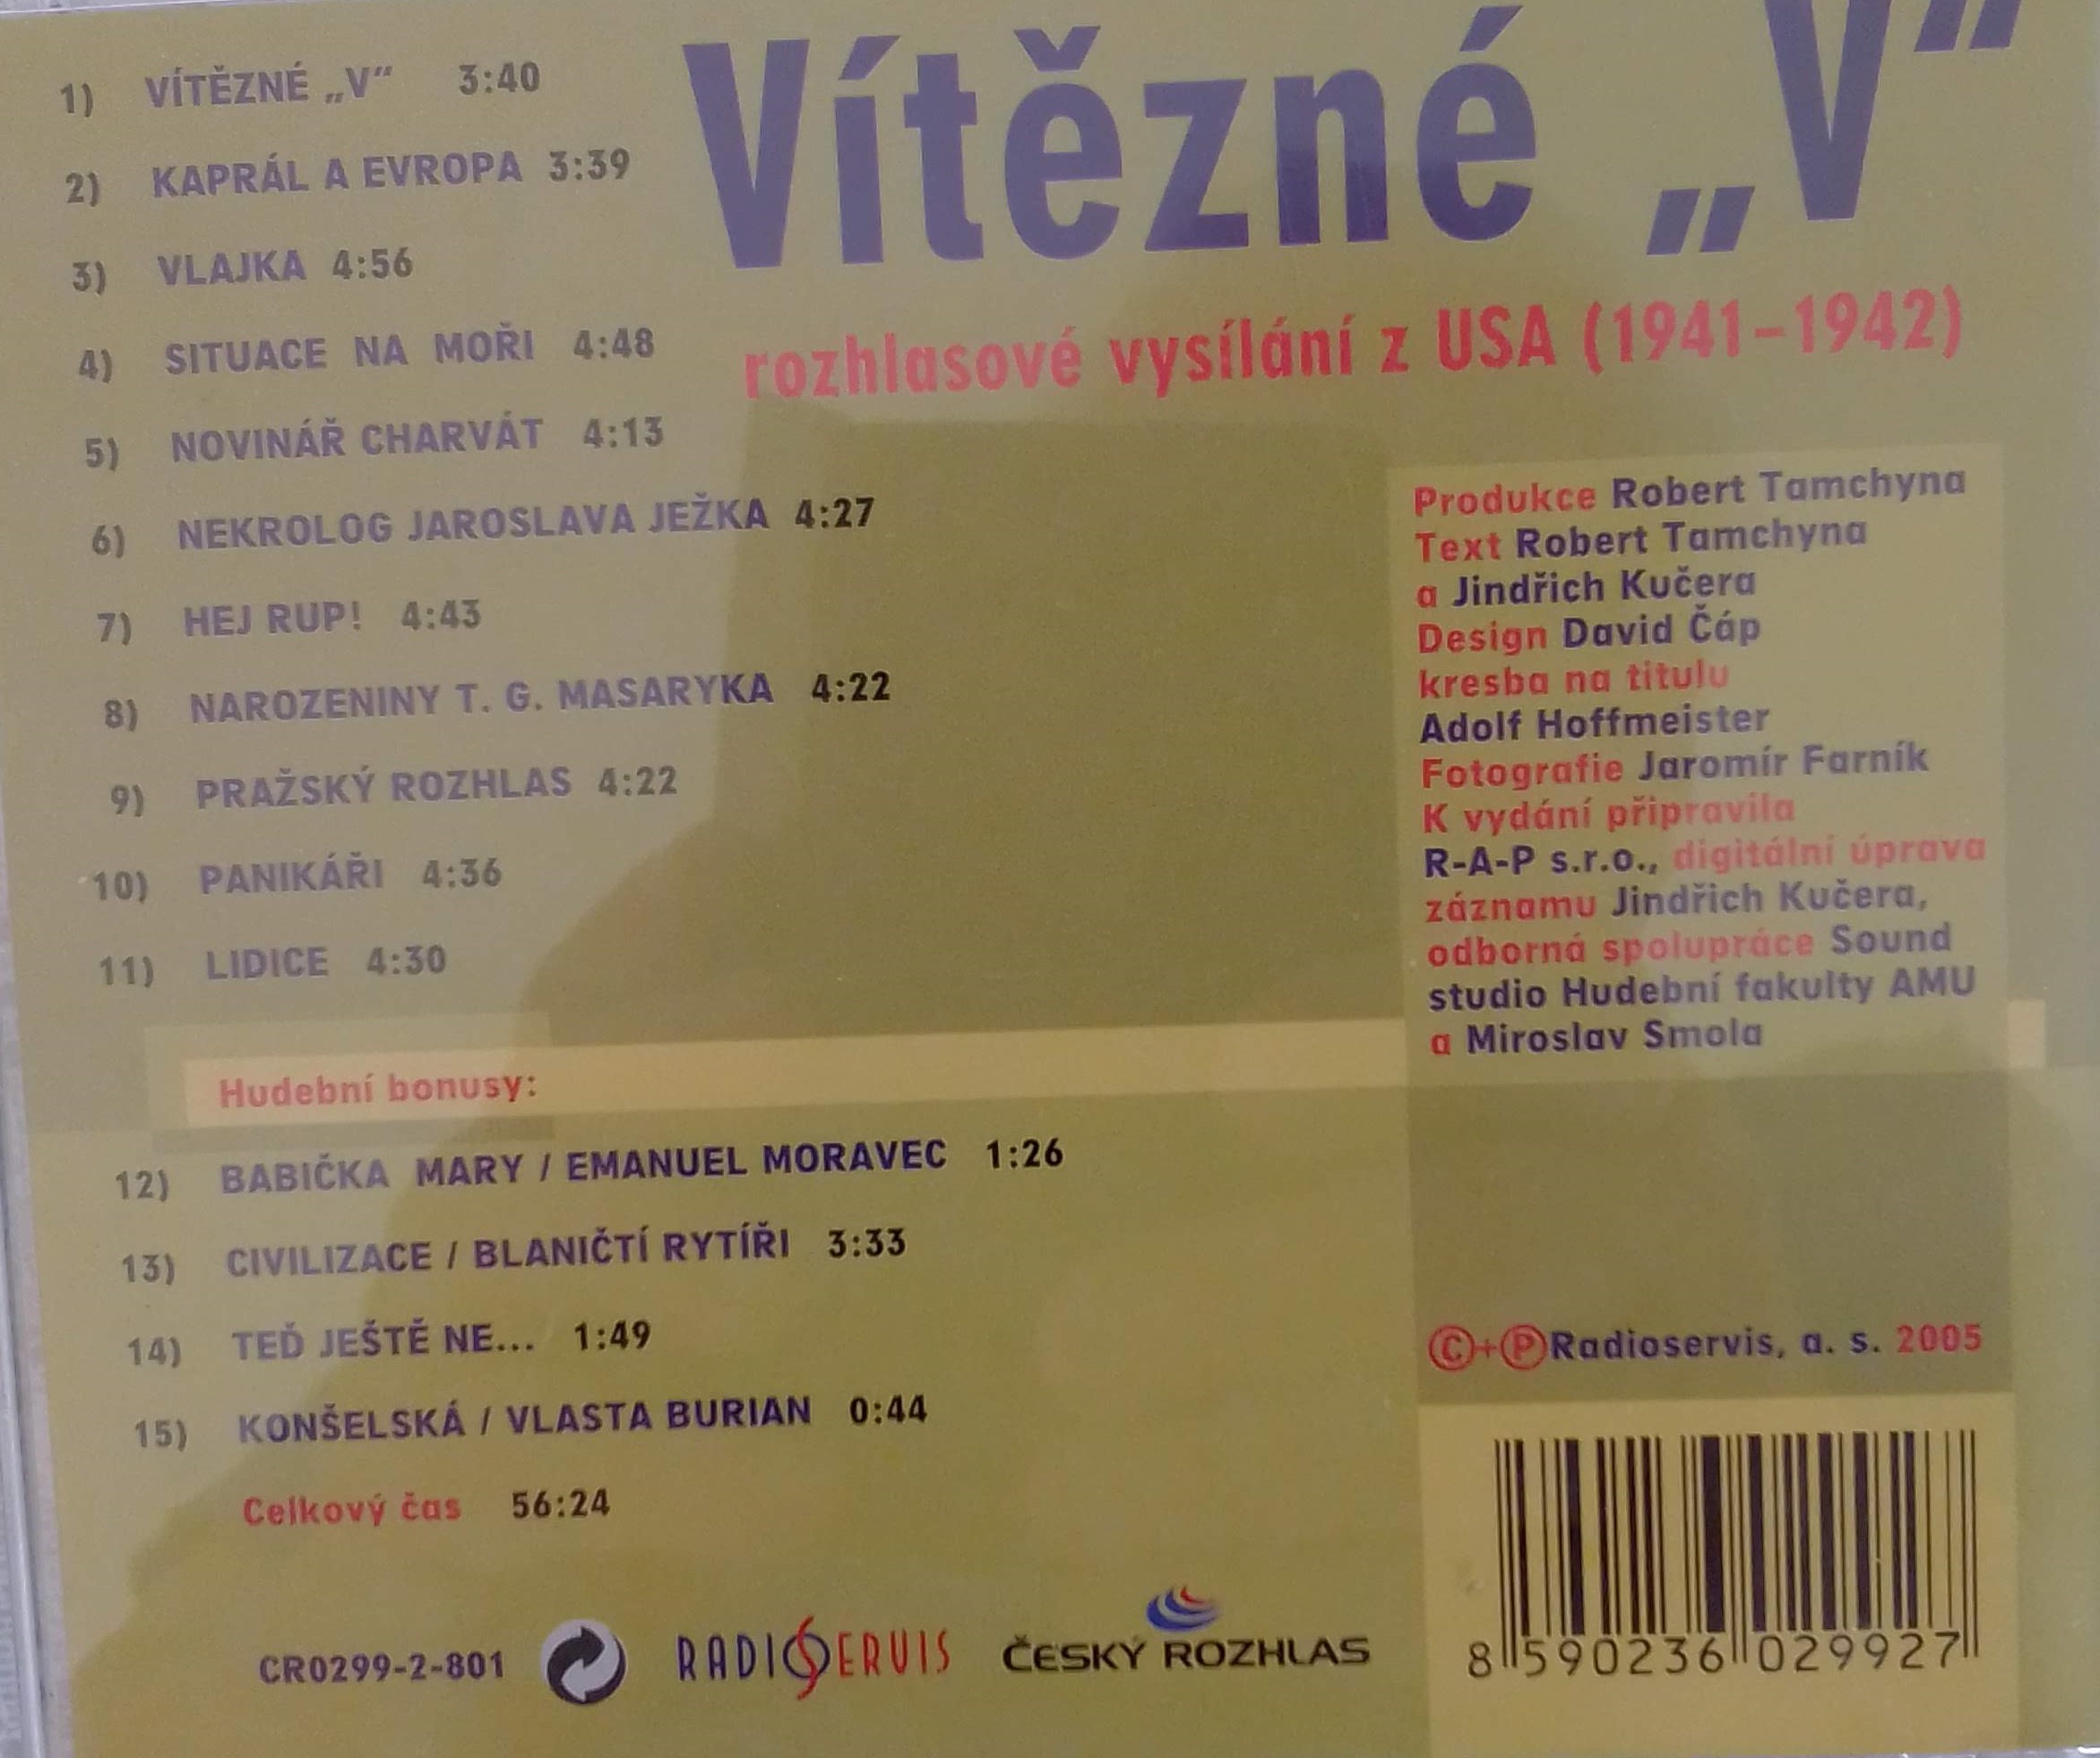 Vítězné „V“
rozhlasové vysílání z USA (1941–1942)
1) VÍTĚZNÉ „V“ 3:40
2) KAPRÁL A EVROPA 3:39
3) VLAJKA 4:56
4) SITUACE NA MOŘI 4:48
5) NOVINÁŘ CHARVÁT 4:13
6) NEKROLOG JAROSLAVA JEŽKA 4:27
7) HEJ RUP! 4:43
8) NAROZENINY T. G. MASARYKA 4:22
9) PRAŽSKÝ ROZHLAS 4:22
10) PANIKÁŘI 4:36
11) LIDICE 4:30
Hudební bonusy:
12) BABIČKA MARY / EMANUEL MORAVEC 1:26
13) CIVILIZACE / BLANIČTÍ RYTÍŘI 3:33
14) TEĎ JEŠTĚ NE... 1:49
15) KONŠELSKÁ / VLASTA BURIAN 0:44
Celkový čas 56:24
Produkce Robert Tamchyna
Text Robert Tamchyna
a Jindřich Kučera
Design David Čáp
kresba na titulu
Adolf Hoffmeister
Fotografie Jaromír Farník
K vydání připravila
R-A-P s.r.o., digitální úprava
záznamu Jindřich Kučera,
odborná spolupráce Sound
studio Hudební fakulty AMU
a Miroslav Smola
©+℗ Radioservis, a. s. 2005
CR0299-2-801
RADIOSERVIS
ČESKÝ ROZHLAS
8 590236 029927